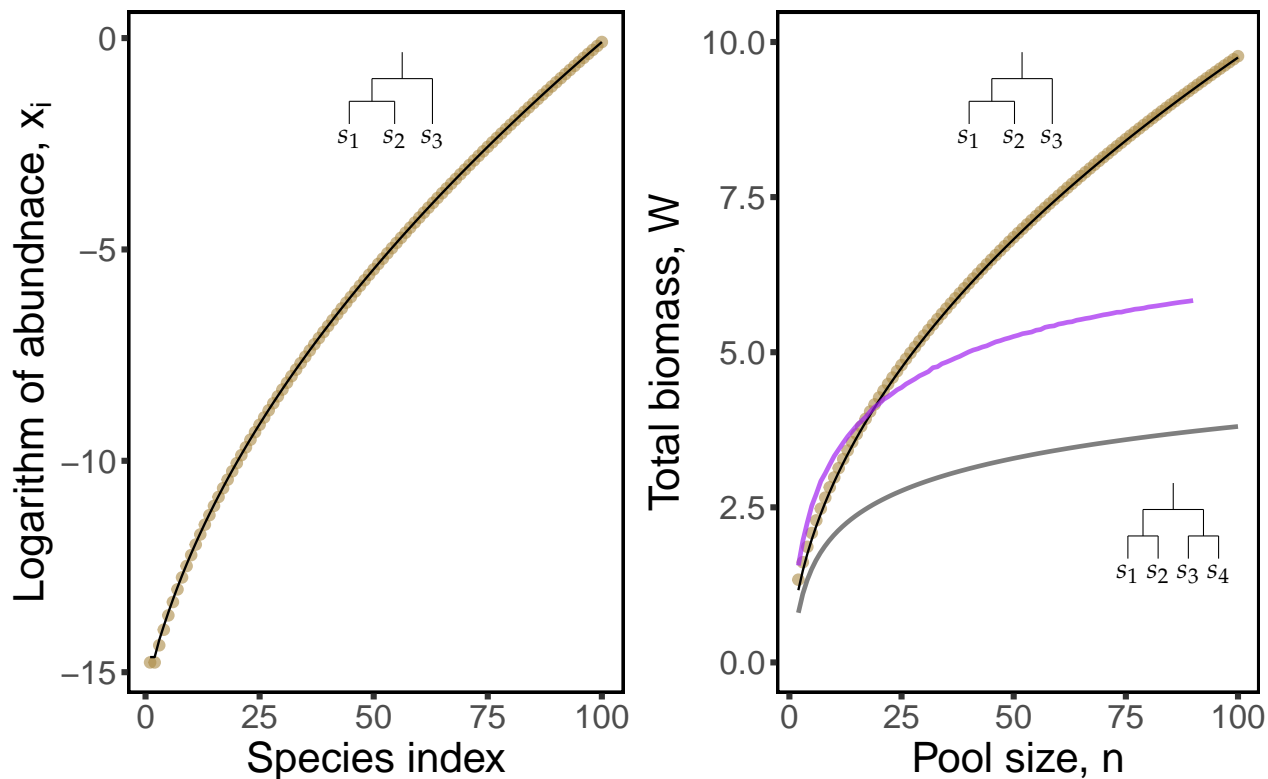 0
−5
−10
−15
0 25 50 75 100
Species index
Logarithm of abundnace, xi
s1 s2 s3
10.0
7.5
5.0
2.5
0.0
0 25 50 75 100
Pool size, n
Total biomass, W
s1 s2 s3
s1 s2 s3 s4